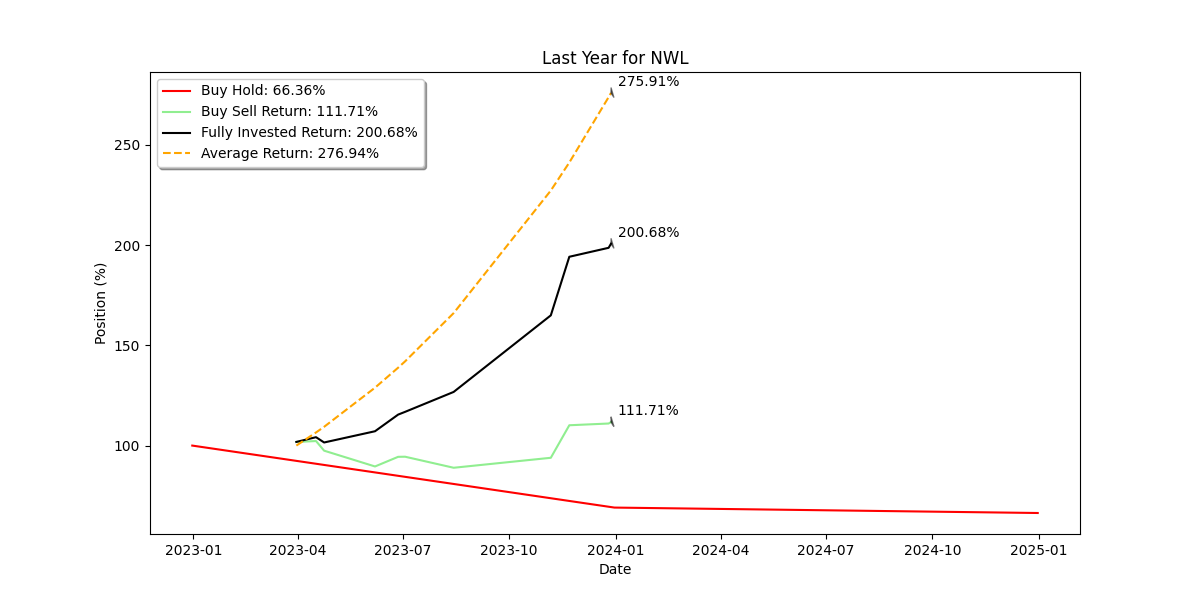 Last Year for NWL
Buy Hold: 66.36%
Buy Sell Return: 111.71%
Fully Invested Return: 200.68%
Average Return: 276.94%
275.91%
200.68%
111.71%
Position (%)
250
200
150
100
2023-01
2023-04
2023-07
2023-10
2024-01
2024-04
2024-07
2024-10
2025-01
Date